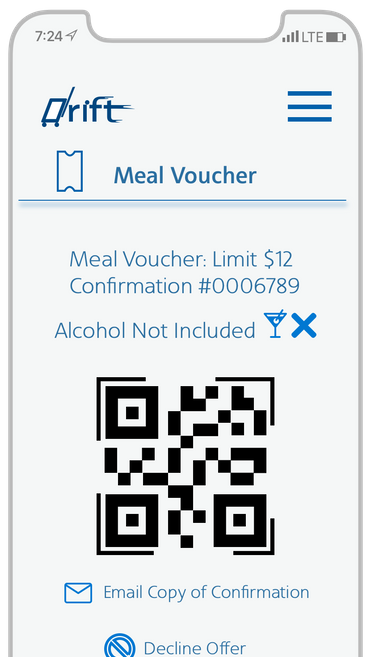 7:24 LTE
Drift
Meal Voucher
Meal Voucher: Limit $12
Confirmation #0006789
Alcohol Not Included
Email Copy of Confirmation
Decline Offer